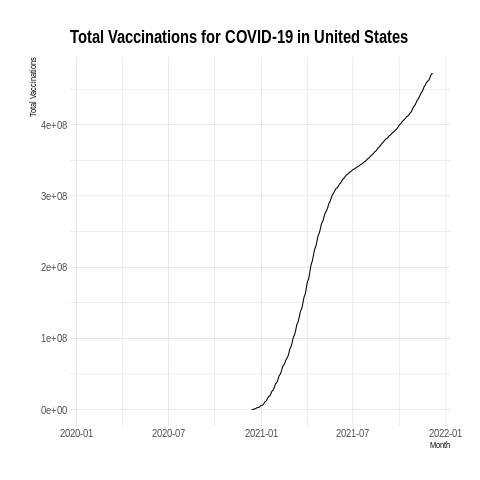 Total Vaccinations for COVID-19 in United States
Total Vaccinations
4e+08
3e+08
2e+08
1e+08
0e+00
2020-01 2020-07 2021-01 2021-07 2022-01
Month